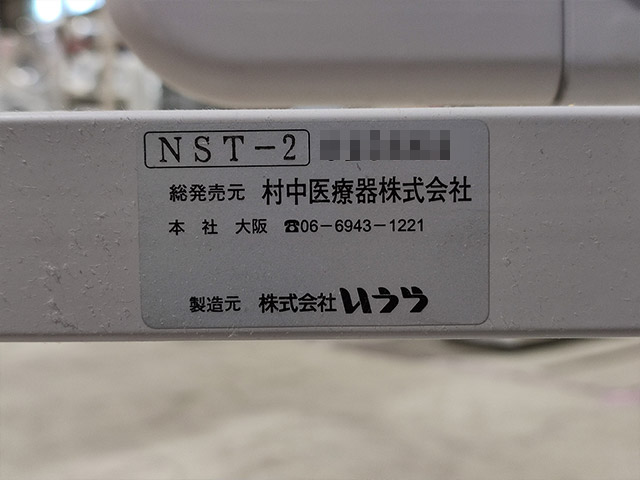 NST-2
総発売元 村中医療器株式会社
本社 大阪 ☎06-6943-1221
製造元 株式会社いうら